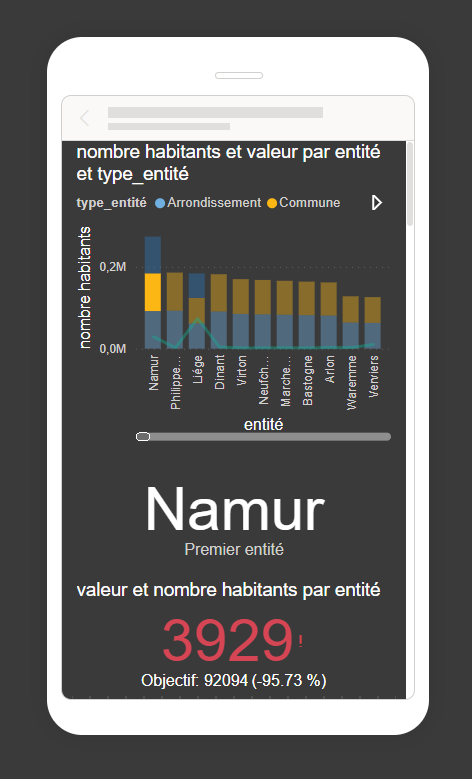 nombre habitants et valeur par entité
et type_entité
type_entité Arrondissement Commune
nombre habitants
0,2M
0,0M
Namur
Philippe...
Liége
Dinant
Virton
Neufch...
Marche...
Bastogne
Arlon
Waremme
Verviers
entité
Namur
Premier entité
valeur et nombre habitants par entité
3929!
Objectif: 92094 (-95.73 %)